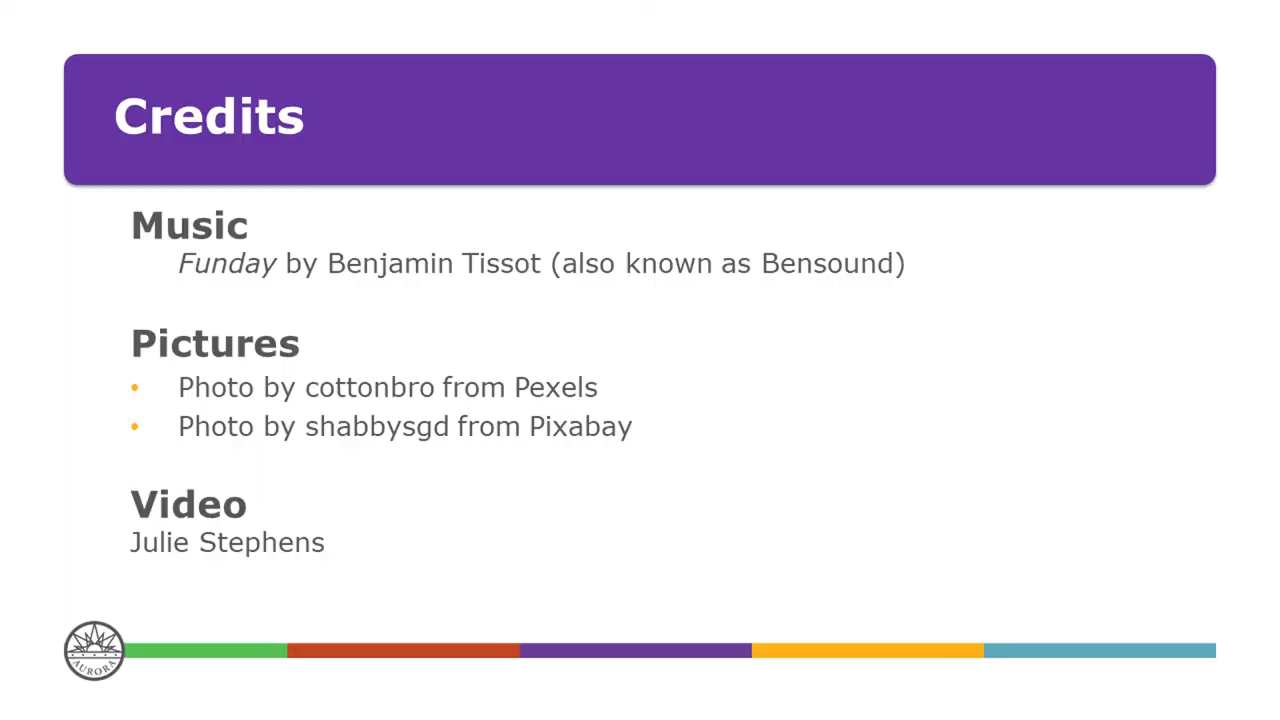 Credits
Music
Funday by Benjamin Tissot (also known as Bensound)
Pictures
• Photo by cottonbro from Pexels
• Photo by shabbysgd from Pixabay
Video
Julie Stephens
AURORA